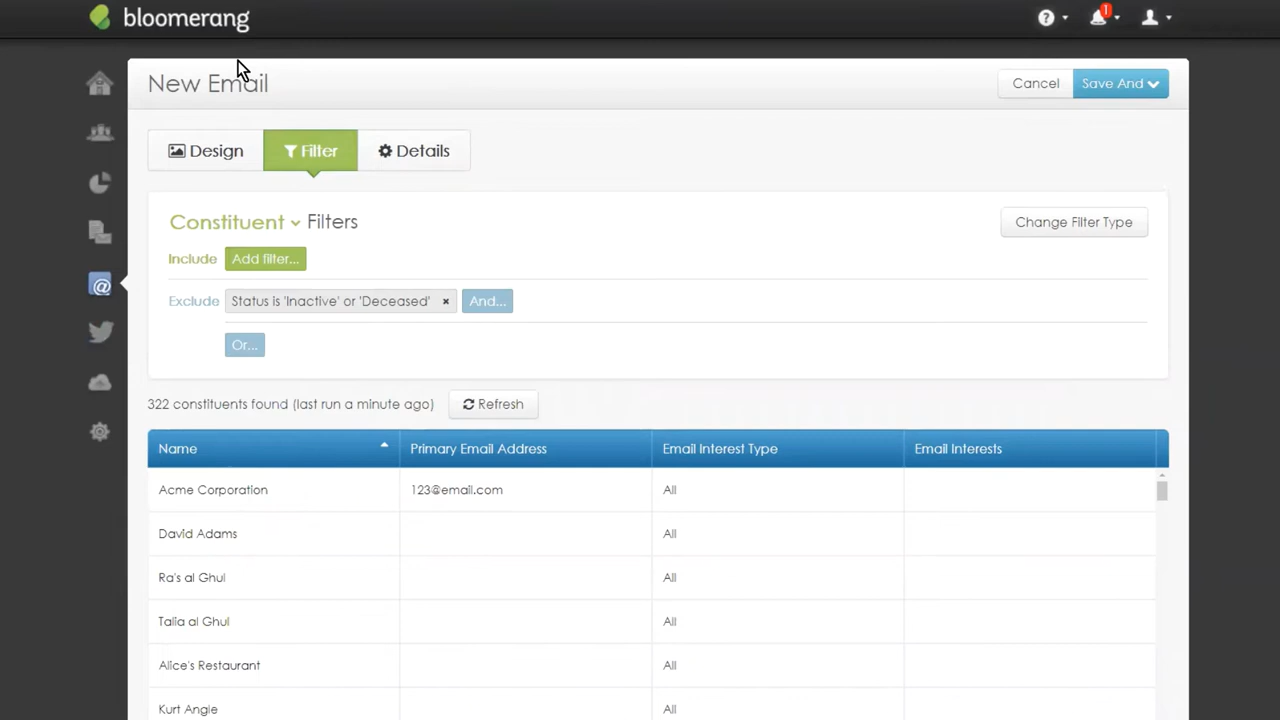 bloomerang
1
New Email
Cancel
Save And
Design
Filter
Details
Constituent Filters
Change Filter Type
Include Add filter...
Exclude Status is 'Inactive' or 'Deceased' × And...
Or...
322 constituents found (last run a minute ago) Refresh
Name Primary Email Address Email Interest Type Email Interests
Acme Corporation 123@email.com All
David Adams All
Ra's al Ghul All
Talia al Ghul All
Alice's Restaurant All
Kurt Angle All